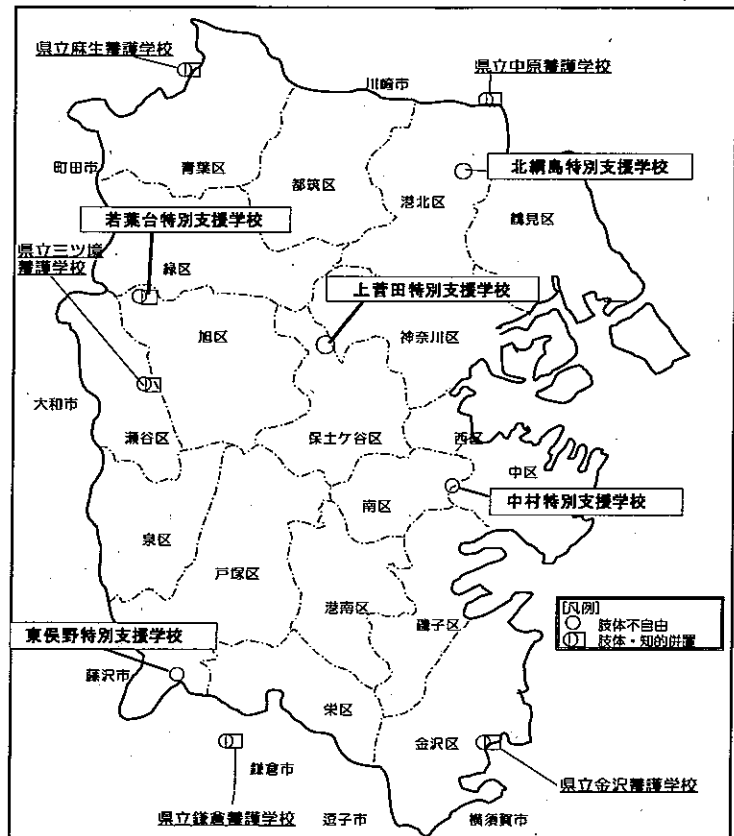 県立麻生養護学校
川崎市
県立中原養護学校
町田市
青葉区
都筑区
港北区
北綱島特別支援学校
鶴見区
若葉台特別支援学校
県立三ツ境
養護学校
緑区
上菅田特別支援学校
旭区
神奈川区
大和市
瀬谷区
保土ケ谷区
西区
中区
南区
中村特別支援学校
泉区
戸塚区
港南区
磯子区
[凡例]
肢体不自由
肢体・知的併置
東俣野特別支援学校
藤沢市
栄区
金沢区
鎌倉市
県立金沢養護学校
県立鎌倉養護学校
逗子市
横須賀市